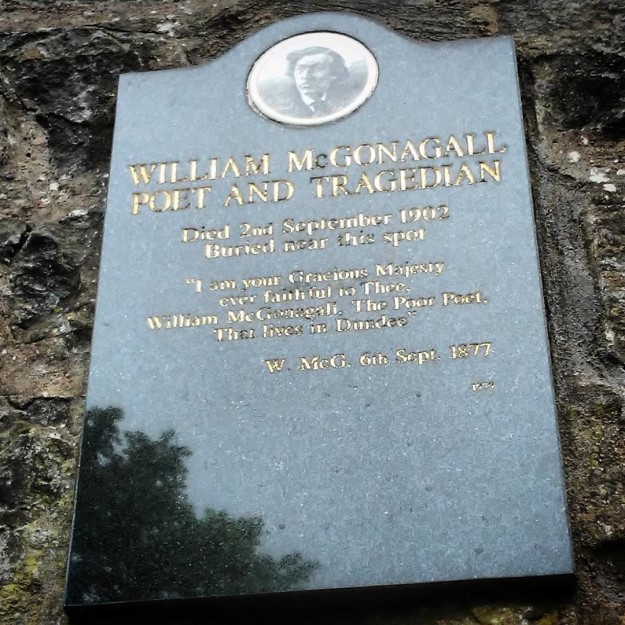 WILLIAM McGONAGALL
POET AND TRAGEDIAN
Died 2nd September 1902
Buried near this spot
"I am your Gracious Majesty
ever faithful to Thee,
William McGonagall, The Poor Poet,
That lives in Dundee"
W. McG. 6th Sept. 1877